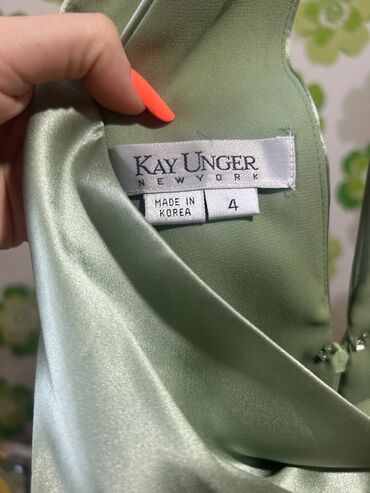 KAY UNGER
NEW YORK
MADE IN
KOREA
4